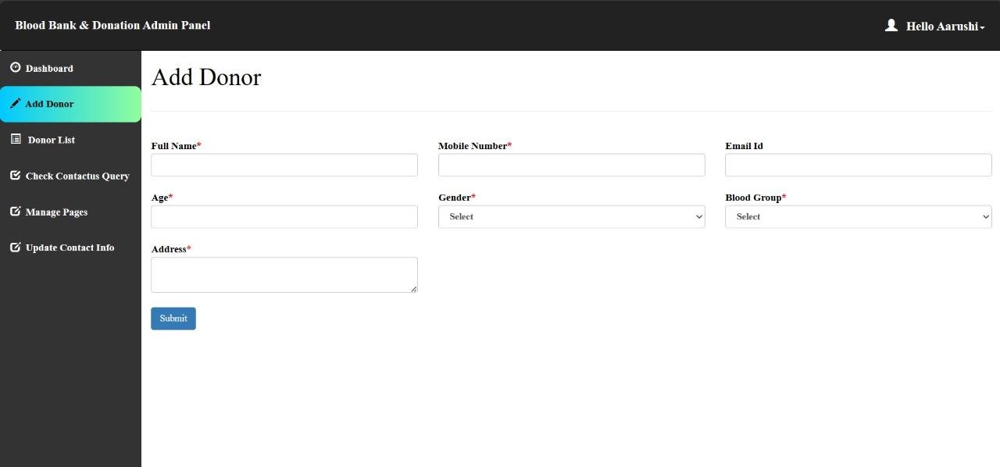 Blood Bank & Donation Admin Panel
Hello Aarushi
Dashboard
Add Donor
Donor List
Check Contactus Query
Manage Pages
Update Contact Info
Add Donor
Full Name*
Mobile Number*
Email Id
Age*
Gender*
Select
Blood Group*
Select
Address*
Submit